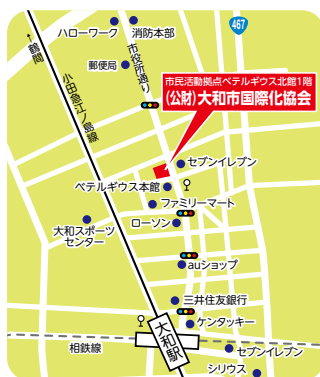 ハローワーク
消防本部
467
←鶴間
市役所通り
郵便局
小田急江ノ島線
市民活動拠点ベテルギウス北館1階
(公財)大和市国際化協会
セブンイレブン
ベテルギウス本館
ファミリーマート
ローソン
大和スポーツ
センター
auショップ
三井住友銀行
ケンタッキー
大和駅
相鉄線
セブンイレブン
シリウス